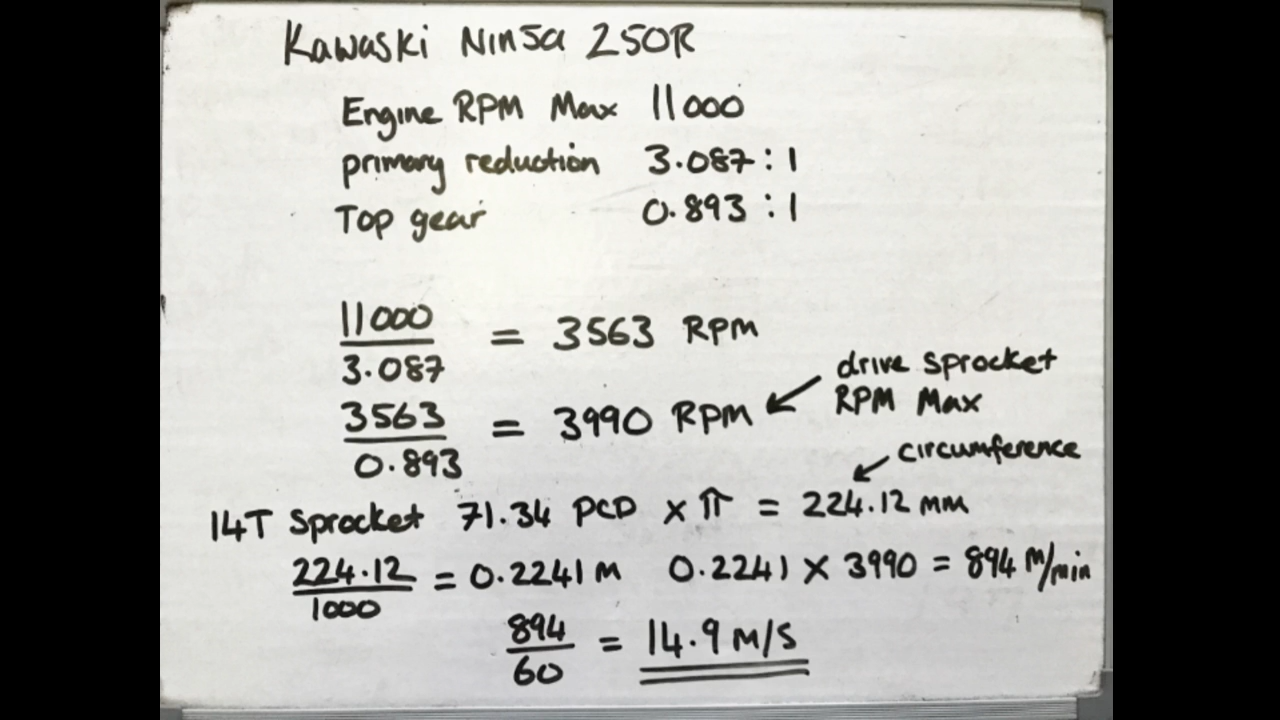 Kawaski Ninja 250R
Engine RPM Max 11000
primary reduction 3.087 : 1
Top gear 0.893 : 1
11000
3.087
= 3563 RPM
drive sprocket
RPM Max
3563
0.893
= 3990 RPM
circumference
14T Sprocket 71.34 PCD x π = 224.12 mm
224.12
1000
= 0.2241 M 0.2241 x 3990 = 894 M/min
894
60
= 14.9 M/S